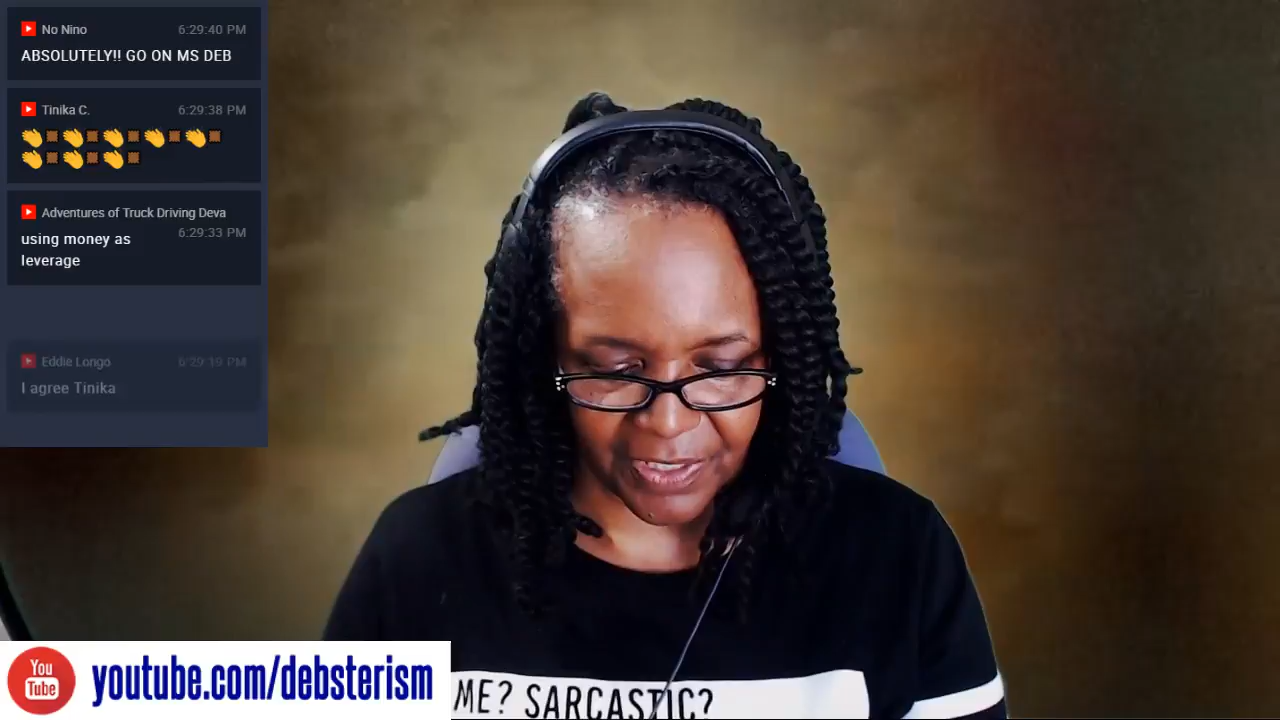 No Nino 6:29:40 PM
ABSOLUTELY!! GO ON MS DEB
Tinika C. 6:29:38 PM
Adventures of Truck Driving Deva
6:29:33 PM
using money as
leverage
Eddie Longo 6:29:19 PM
I agree Tinika
You
Tube
youtube.com/debsterism
ME? SARCASTIC?